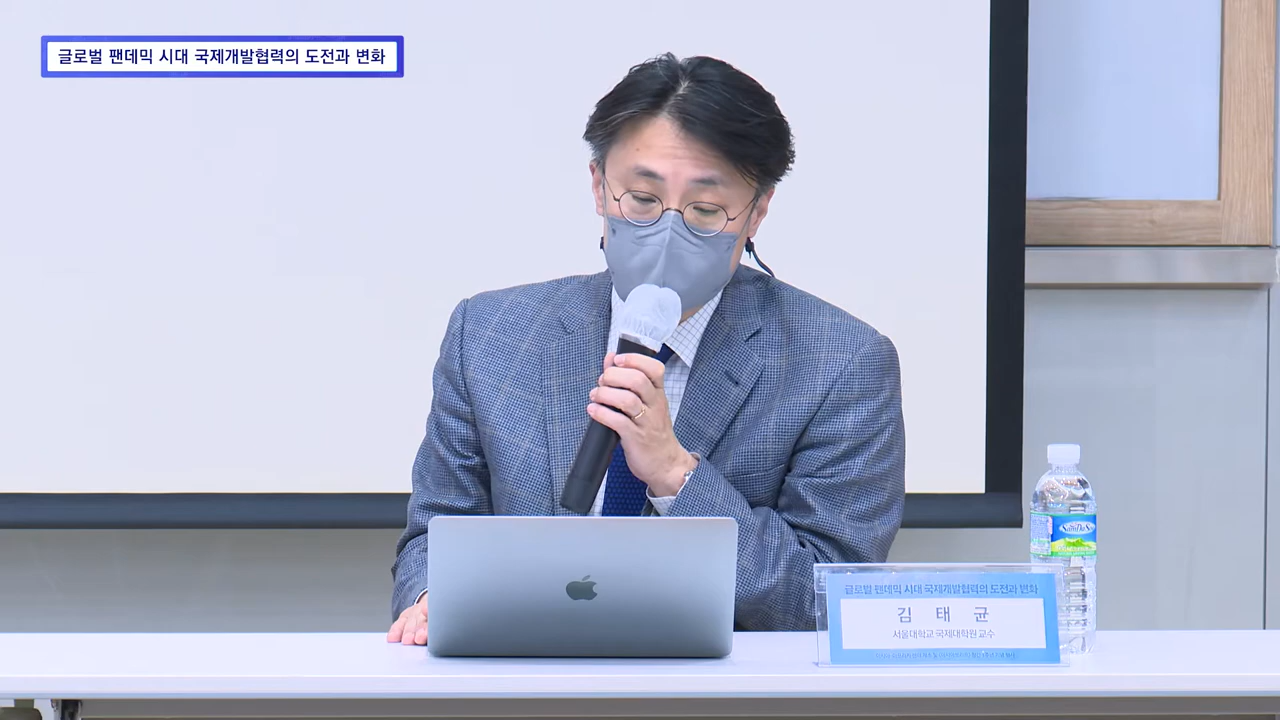 글로벌 팬데믹 시대 국제개발협력의 도전과 변화
SamDaSoo
글로벌 팬데믹 시대 국제개발협력의 도전과 변화
김 태 균
서울대학교 국제대학원 교수